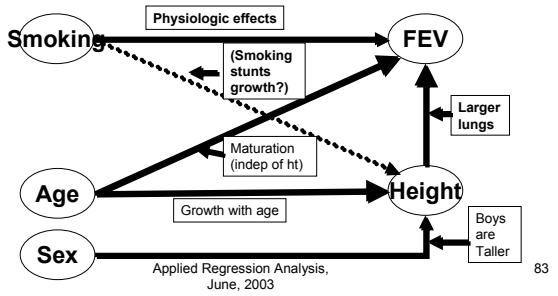 Physiologic effects
Smoking
FEV
(Smoking
stunts
growth?)
Larger
lungs
Maturation
(indep of ht)
Age
Height
Growth with age
Boys
are
Taller
Sex
Applied Regression Analysis,
June, 2003
83